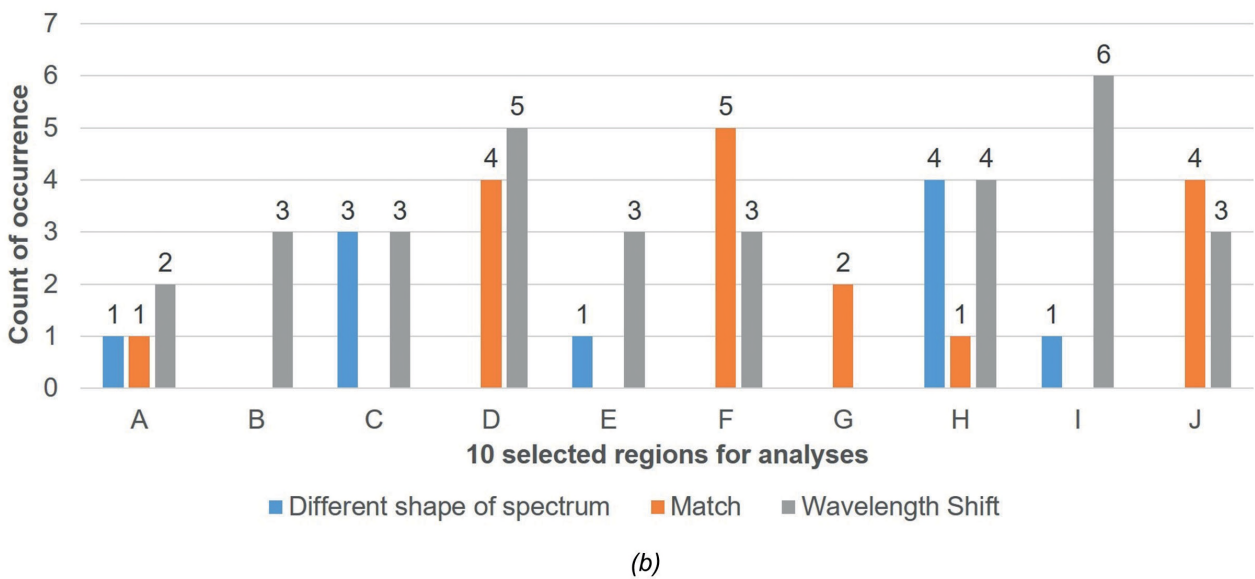 7
6
5
4
3
2
1
0
Count of occurrence
1 1 2
3
3 3
4 5
1 3
5 3
2
4 1 4
1 6
4 3
A B C D E F G H I J
10 selected regions for analyses
Different shape of spectrum Match Wavelength Shift
(b)